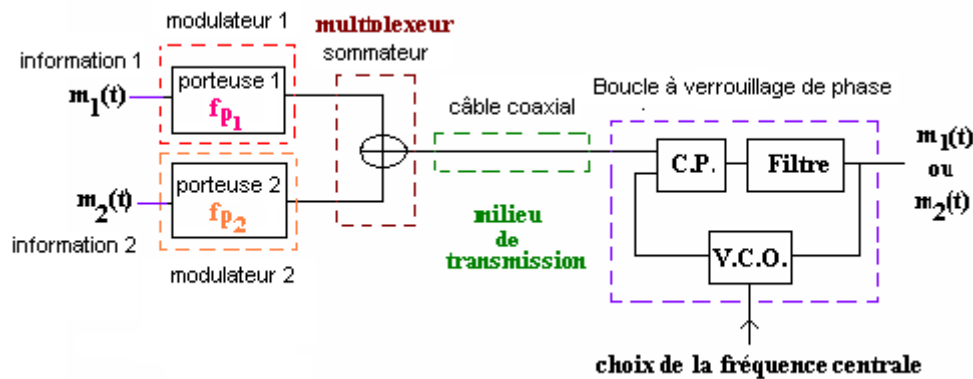 modulateur 1
information 1
m1(t)
porteuse 1
fp1
multiplexeur
sommateur
m2(t)
information 2
porteuse 2
fp2
modulateur 2
câble coaxial
milieu
de
transmission
Boucle à verrouillage de phase
C.P.
Filtre
V.C.O.
m1(t)
ou
m2(t)
choix de la fréquence centrale